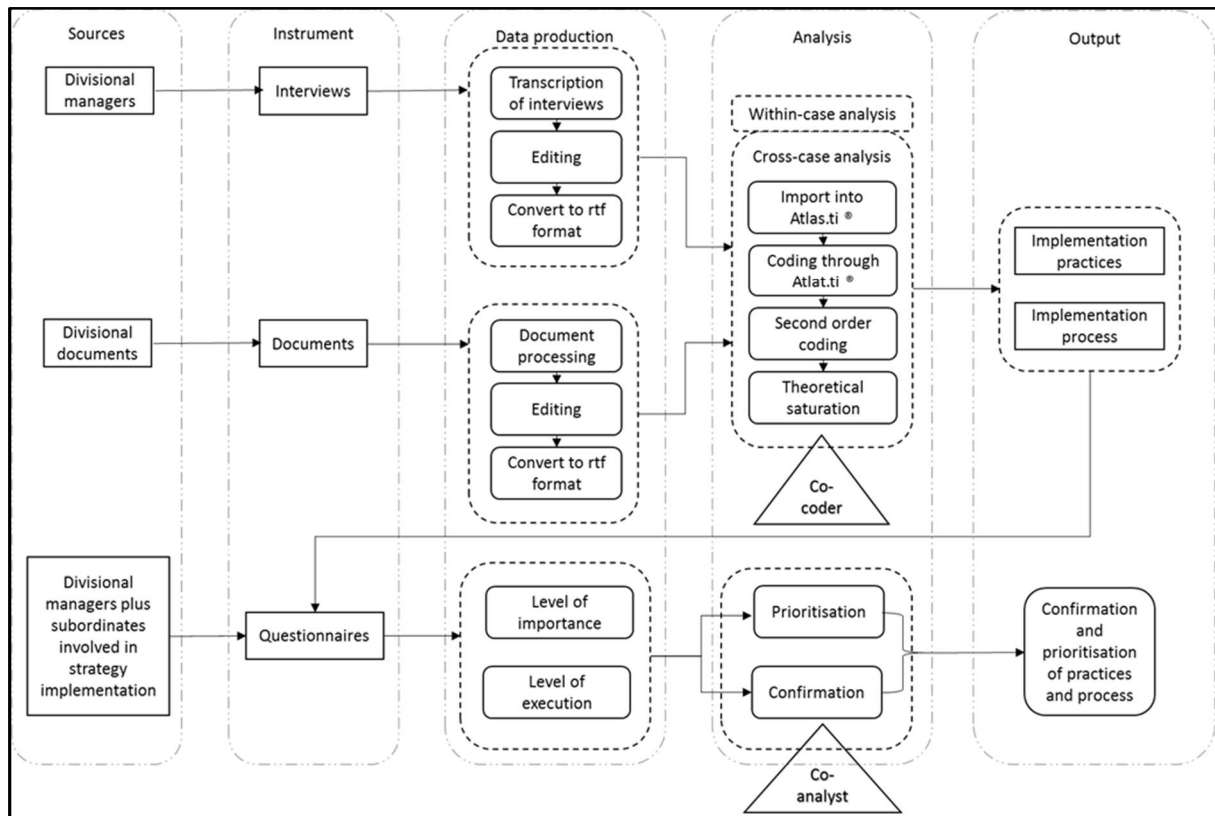 Sources
Instrument
Data production
Analysis
Output
Divisional
managers
Interviews
Transcription
of interviews
Editing
Convert to rtf
format
Within-case analysis
Cross-case analysis
Import into
Atlas.ti ®
Coding through
Atlat.ti ®
Second order
coding
Theoretical
saturation
Co-
coder
Implementation
practices
Implementation
process
Divisional
documents
Documents
Document
processing
Editing
Convert to rtf
format
Divisional
managers plus
subordinates
involved in
strategy
implementation
Questionnaires
Level of
importance
Level of
execution
Prioritisation
Confirmation
Co-
analyst
Confirmation
and
prioritisation
of practices
and process